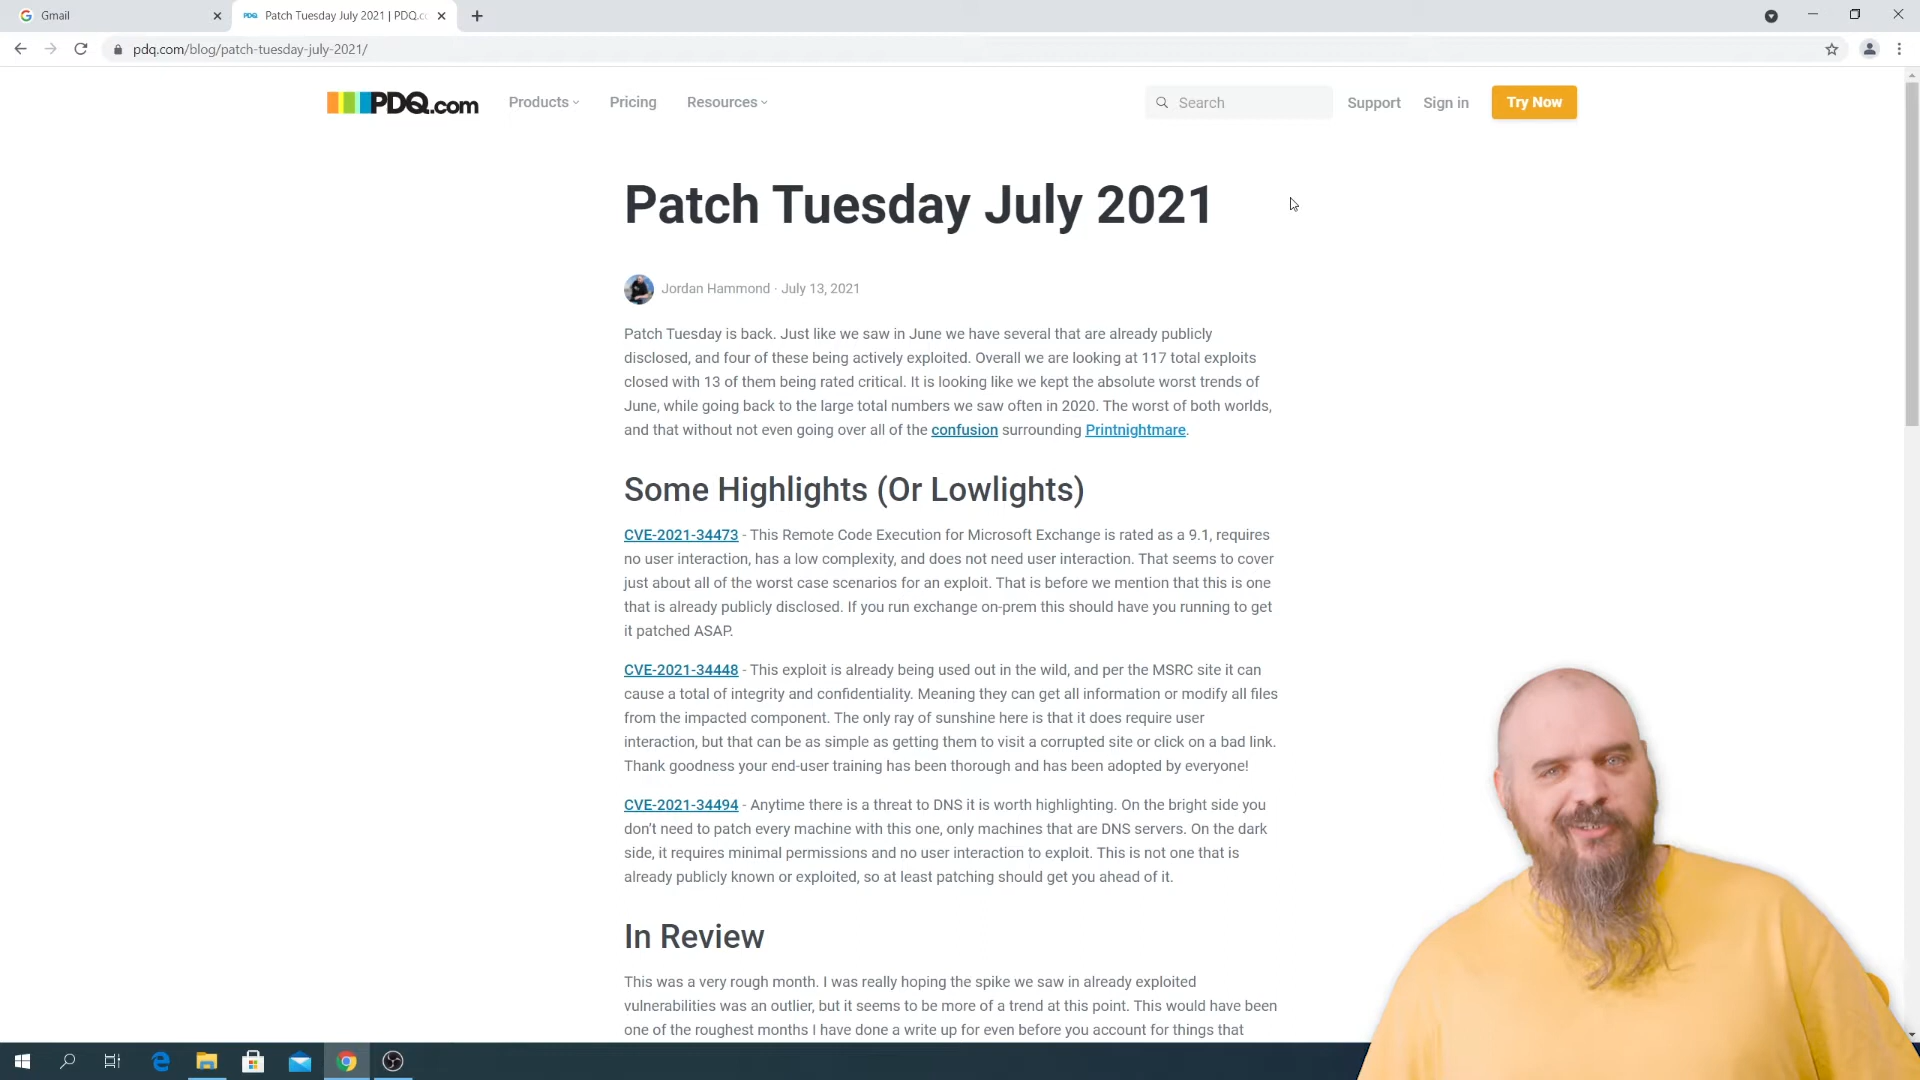 Gmail
Patch Tuesday July 2021 | PDQ.c
pdq.com/blog/patch-tuesday-july-2021/
PDQ.com
Products
Pricing
Resources
Search
Support
Sign in
Try Now
Patch Tuesday July 2021
Jordan Hammond · July 13, 2021
Patch Tuesday is back. Just like we saw in June we have several that are already publicly
disclosed, and four of these being actively exploited. Overall we are looking at 117 total exploits
closed with 13 of them being rated critical. It is looking like we kept the absolute worst trends of
June, while going back to the large total numbers we saw often in 2020. The worst of both worlds,
and that without not even going over all of the confusion surrounding Printnightmare.
Some Highlights (Or Lowlights)
CVE-2021-34473 - This Remote Code Execution for Microsoft Exchange is rated as a 9.1, requires
no user interaction, has a low complexity, and does not need user interaction. That seems to cover
just about all of the worst case scenarios for an exploit. That is before we mention that this is one
that is already publicly disclosed. If you run exchange on-prem this should have you running to get
it patched ASAP.
CVE-2021-34448 - This exploit is already being used out in the wild, and per the MSRC site it can
cause a total of integrity and confidentiality. Meaning they can get all information or modify all files
from the impacted component. The only ray of sunshine here is that it does require user
interaction, but that can be as simple as getting them to visit a corrupted site or click on a bad link.
Thank goodness your end-user training has been thorough and has been adopted by everyone!
CVE-2021-34494 - Anytime there is a threat to DNS it is worth highlighting. On the bright side you
don't need to patch every machine with this one, only machines that are DNS servers. On the dark
side, it requires minimal permissions and no user interaction to exploit. This is not one that is
already publicly known or exploited, so at least patching should get you ahead of it.
In Review
This was a very rough month. I was really hoping the spike we saw in already exploited
vulnerabilities was an outlier, but it seems to be more of a trend at this point. This would have been
one of the roughest months I have done a write up for even before you account for things that